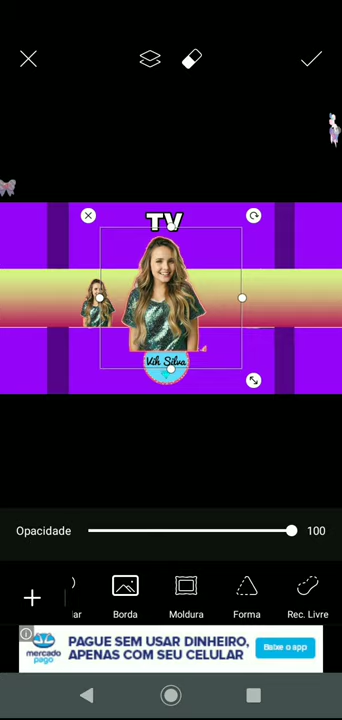 TV
Vih Silva
Opacidade
100
lar
Borda
Moldura
Forma
Rec. Livre
mercado
pago
PAGUE SEM USAR DINHEIRO,
APENAS COM SEU CELULAR
Baixe o app